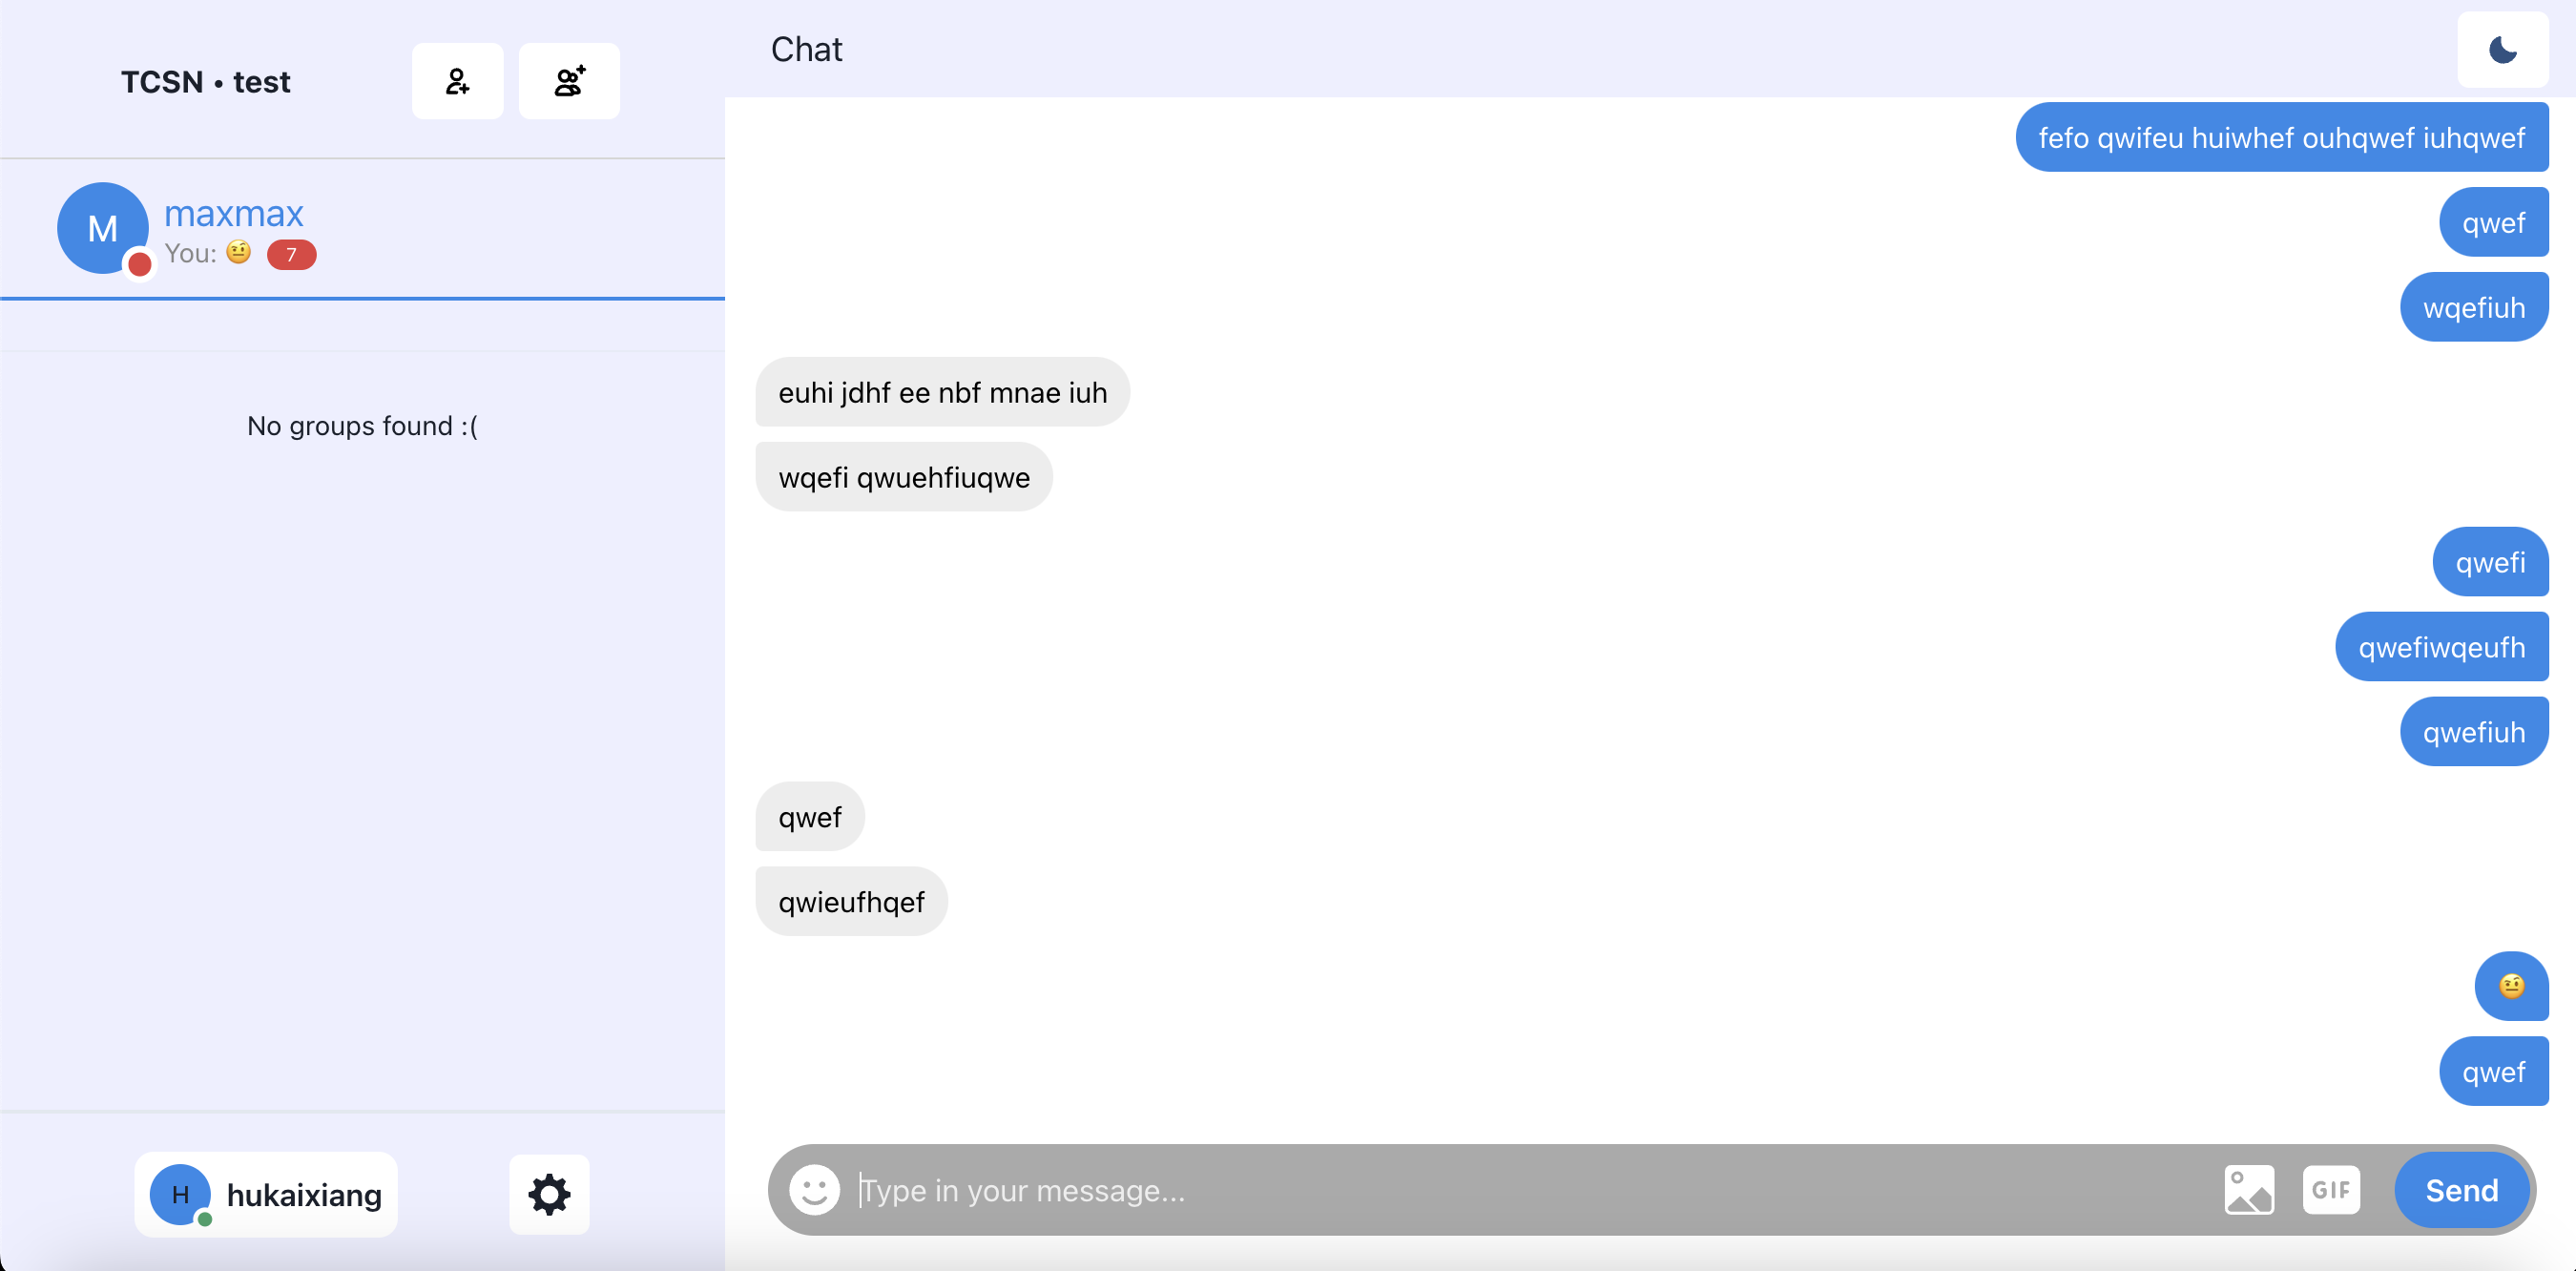 TCSN • test
maxmax
M
You: 🤨 7
No groups found :(
H
hukaixiang
Chat
fefo qwifeu huiwhef ouhqwef iuhqwef
qwef
wqefiuh
euhi jdhf ee nbf mnae iuh
wqefi qwuehfiuqwe
qwefi
qwefiwqeufh
qwefiuh
qwef
qwieufhqef
🤨
qwef
Type in your message...
GIF
Send